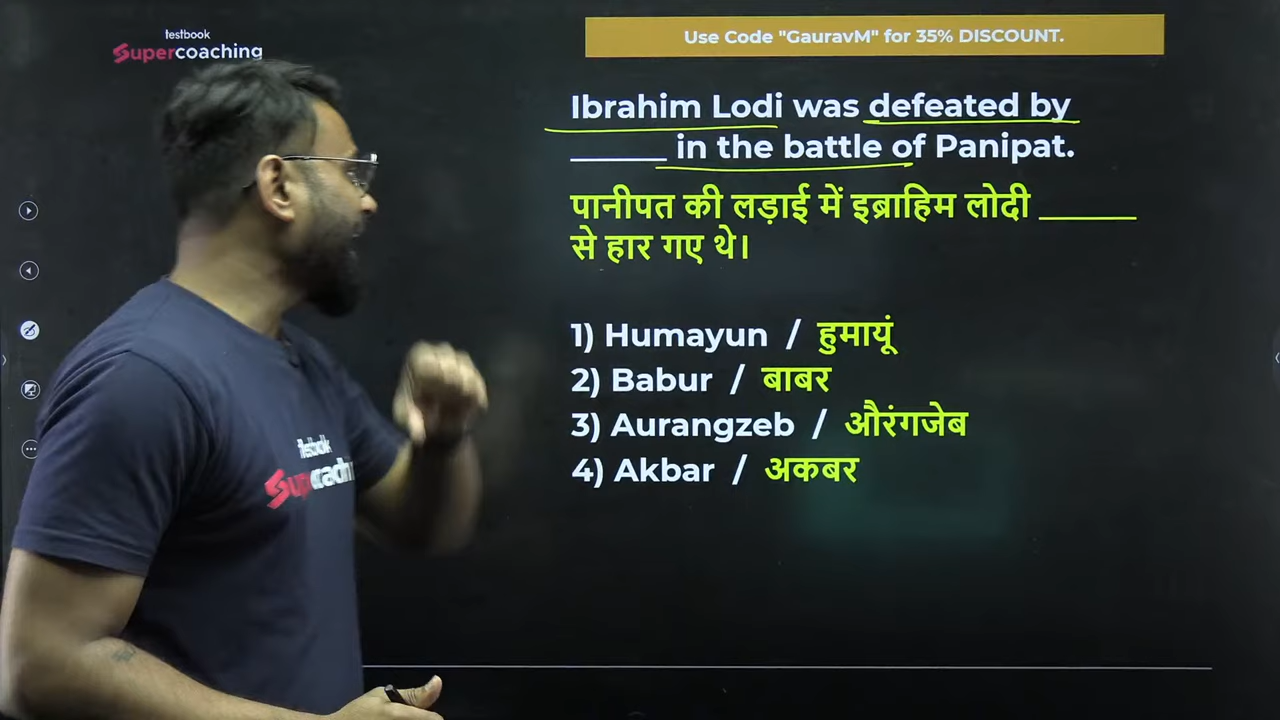 testbook
Supercoaching
Use Code "GauravM" for 35% DISCOUNT.
Ibrahim Lodi was defeated by
______ in the battle of Panipat.
पानीपत की लड़ाई में इब्राहिम लोदी ______
से हार गए थे।
1) Humayun / हुमायूं
2) Babur / बाबर
3) Aurangzeb / औरंगजेब
4) Akbar / अकबर
testbook